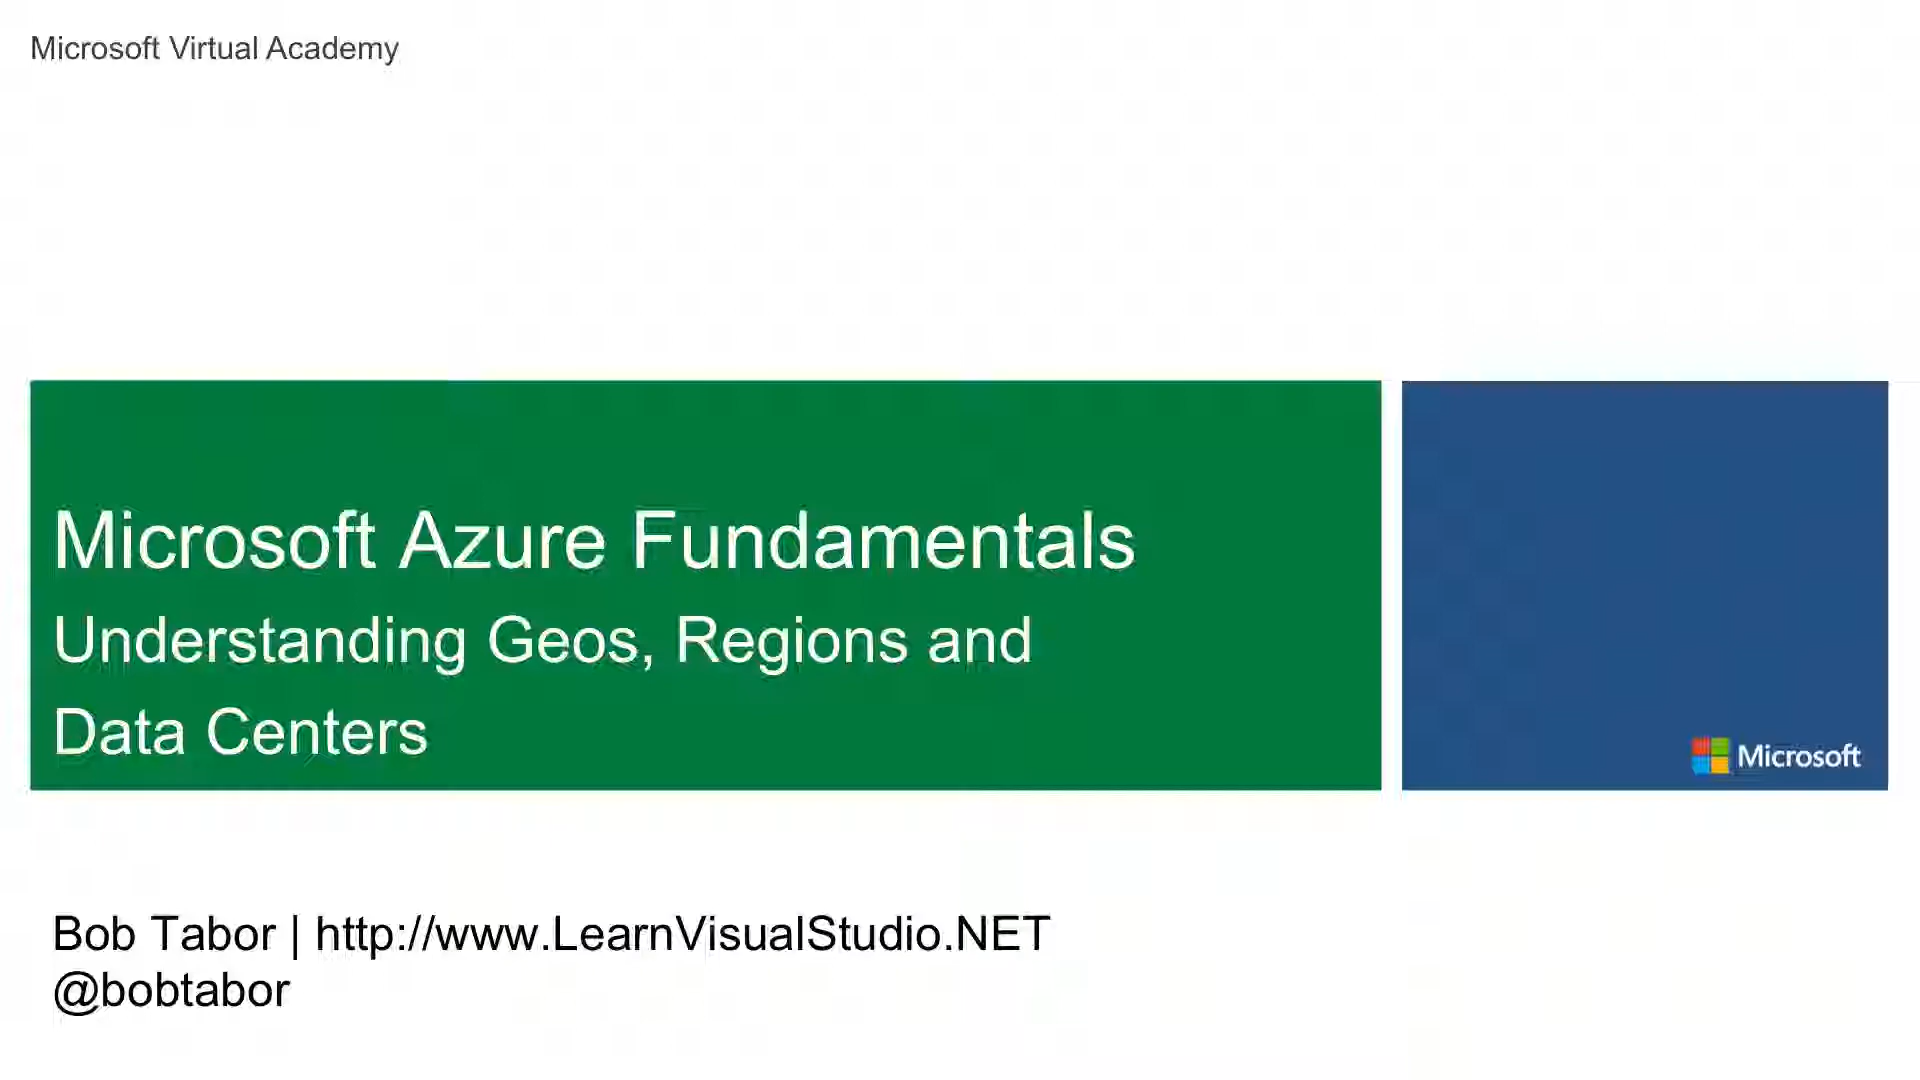 Microsoft Virtual Academy
Microsoft Azure Fundamentals
Understanding Geos, Regions and
Data Centers
Microsoft
Bob Tabor | http://www.LearnVisualStudio.NET
@bobtabor